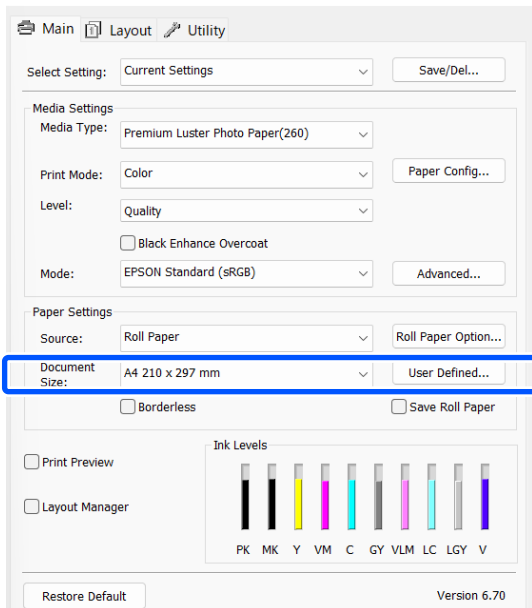 Main Layout Utility
Select Setting: Current Settings Save/Del...
Media Settings
Media Type: Premium Luster Photo Paper(260)
Print Mode: Color Paper Config...
Level: Quality
Black Enhance Overcoat
Mode: EPSON Standard (sRGB) Advanced...
Paper Settings
Source: Roll Paper Roll Paper Option...
Document
Size: A4 210 x 297 mm User Defined...
Borderless Save Roll Paper
Print Preview
Layout Manager
Ink Levels
PK MK Y VM C GY VLM LC LGY V
Restore Default Version 6.70